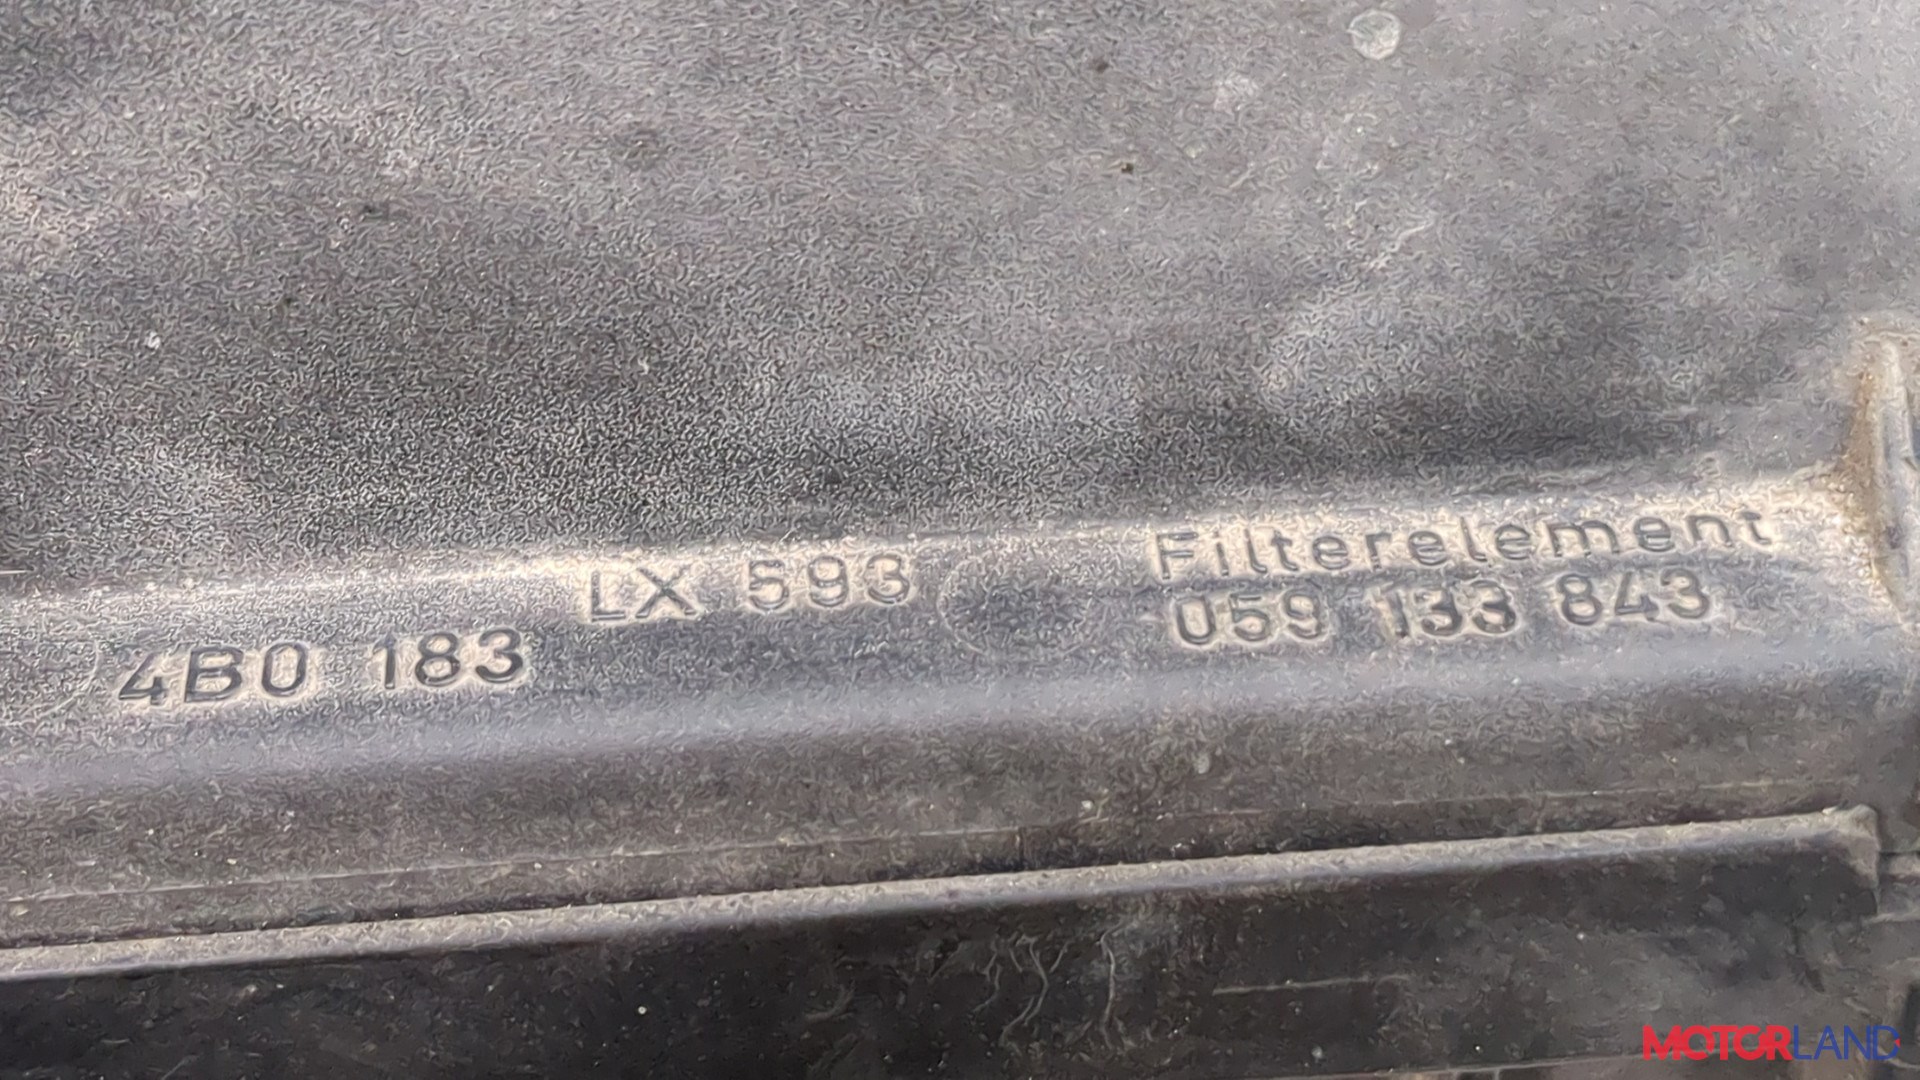 LX 593
4B0 183
Filterelement
059 133 843
MOTORLAND